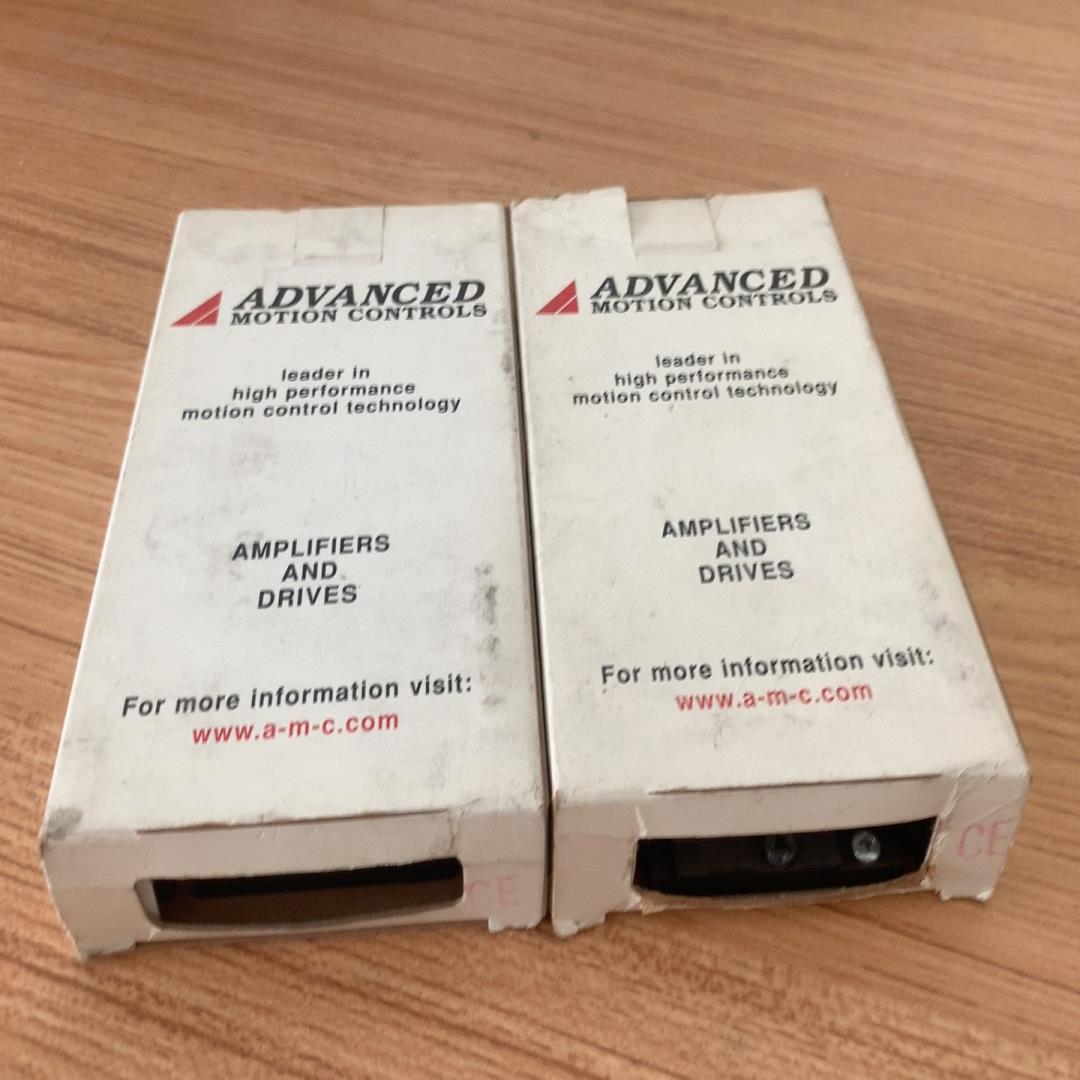 ADVANCED
MOTION CONTROLS
leader in
high performance
motion control technology
AMPLIFIERS
AND
DRIVES
For more information visit:
www.a-m-c.com
CE
ADVANCED
MOTION CONTROLS
leader in
high performance
motion control technology
AMPLIFIERS
AND
DRIVES
For more information visit:
www.a-m-c.com
CE